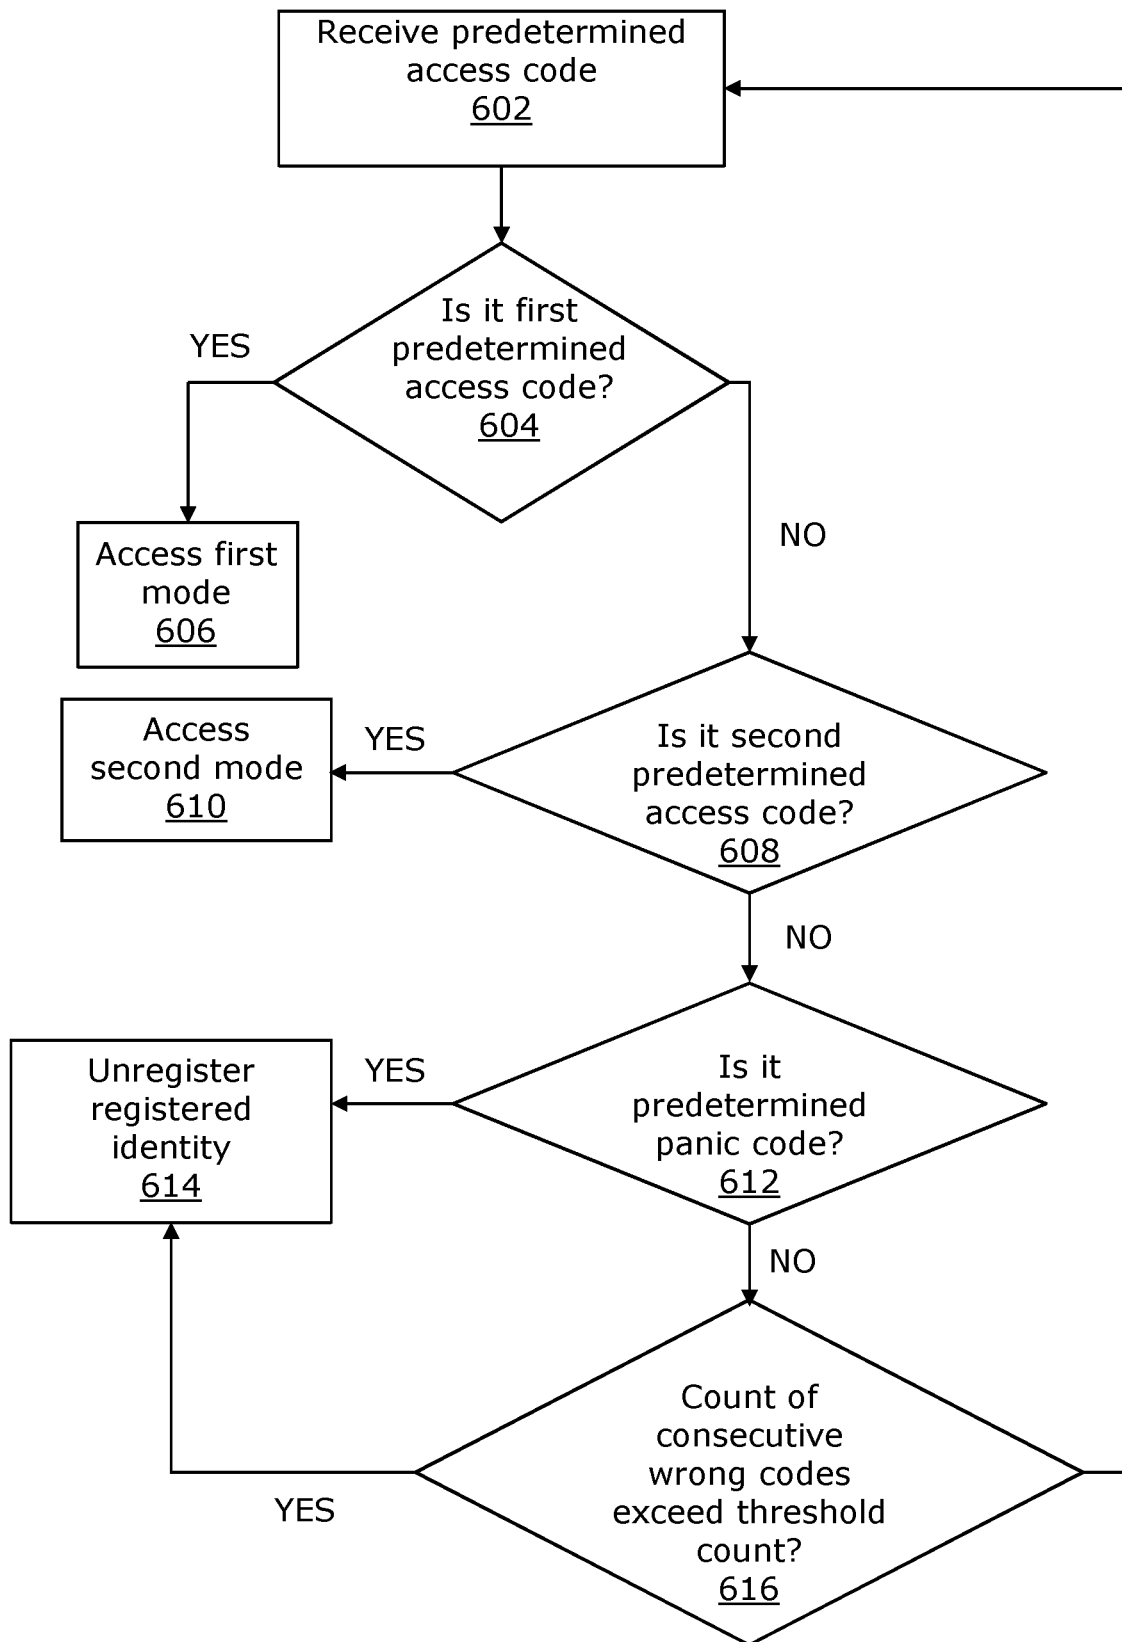 Receive predetermined
access code
602
Is it first
predetermined
access code?
604
YES
NO
Access first
mode
606
Is it second
predetermined
access code?
608
YES
Access
second mode
610
NO
Is it
predetermined
panic code?
612
YES
Unregister
registered
identity
614
NO
Count of
consecutive
wrong codes
exceed threshold
count?
616
YES